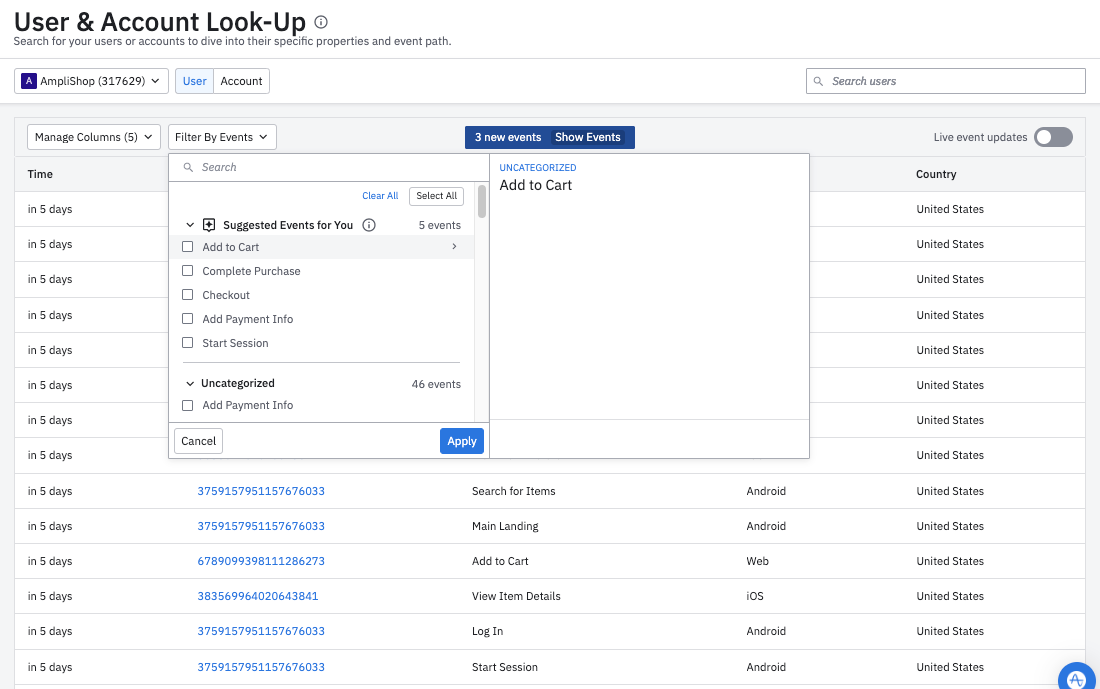 User & Account Look-Up
Search for your users or accounts to dive into their specific properties and event path.
A AmpliShop (317629) User Account Search users
Manage Columns (5) Filter By Events 3 new events Show Events Live event updates
Search
Clear All Select All
Suggested Events for You 5 events
Add to Cart
Complete Purchase
Checkout
Add Payment Info
Start Session
Uncategorized 46 events
Add Payment Info
Cancel Apply
UNCATEGORIZED
Add to Cart
Time Country
in 5 days United States
in 5 days United States
in 5 days United States
in 5 days United States
in 5 days United States
in 5 days United States
in 5 days United States
in 5 days United States
in 5 days 3759157951157676033 Search for Items Android United States
in 5 days 3759157951157676033 Main Landing Android United States
in 5 days 6789099398111286273 Add to Cart Web United States
in 5 days 383569964020643841 View Item Details iOS United States
in 5 days 3759157951157676033 Log In Android United States
in 5 days 3759157951157676033 Start Session Android United States